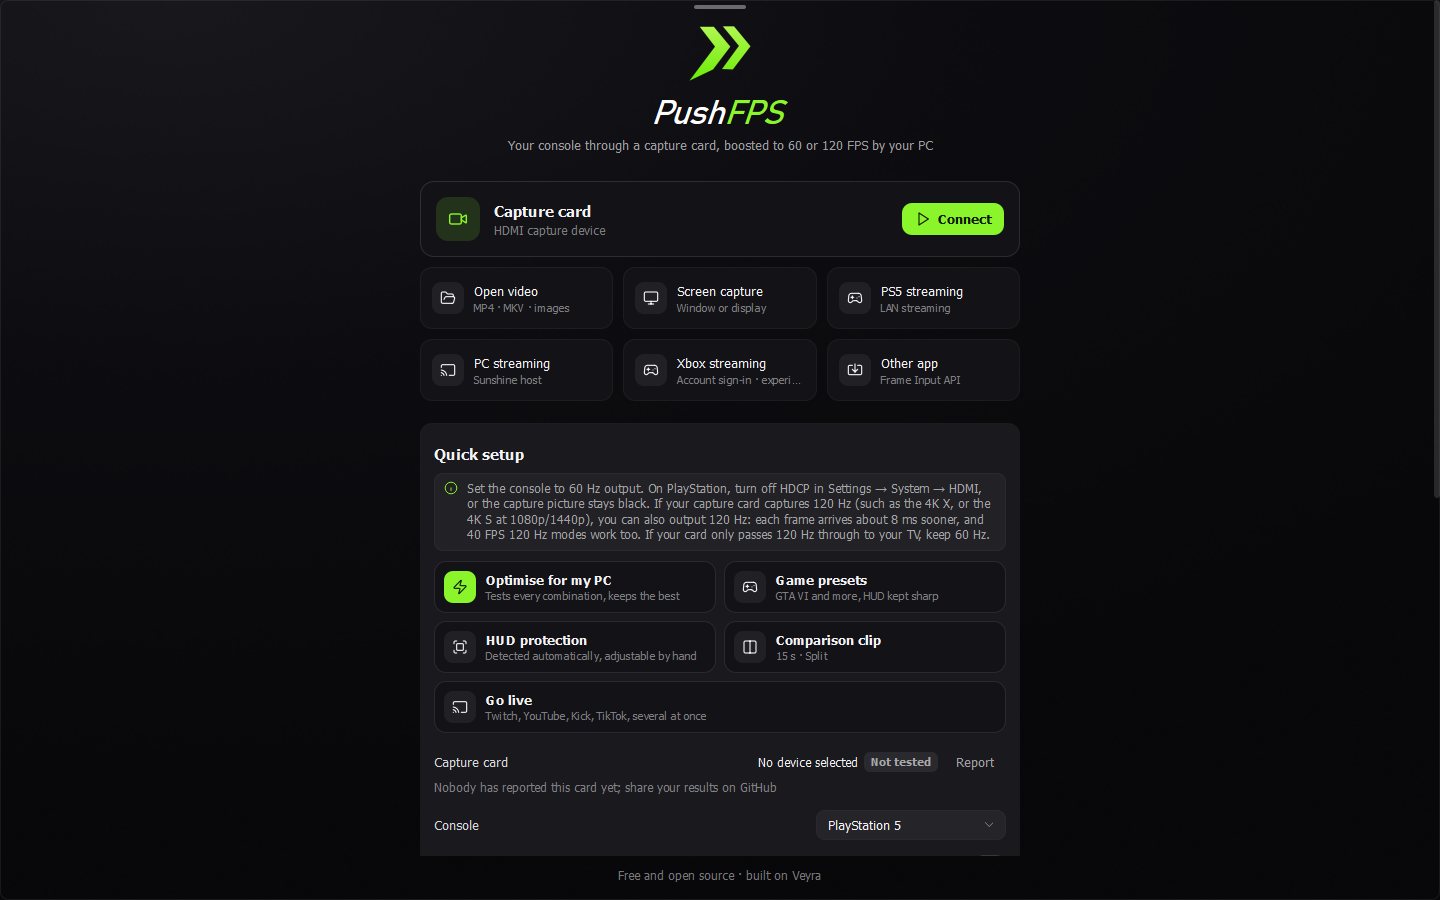 PushFPS
Your console through a capture card, boosted to 60 or 120 FPS by your PC
Capture card
HDMI capture device
Connect
Open video
MP4 · MKV · images
Screen capture
Window or display
PS5 streaming
LAN streaming
PC streaming
Sunshine host
Xbox streaming
Account sign-in · experi...
Other app
Frame Input API
Quick setup
Set the console to 60 Hz output. On PlayStation, turn off HDCP in Settings → System → HDMI,
or the capture picture stays black. If your capture card captures 120 Hz (such as the 4K X, or the
4K S at 1080p/1440p), you can also output 120 Hz: each frame arrives about 8 ms sooner, and
40 FPS 120 Hz modes work too. If your card only passes 120 Hz through to your TV, keep 60 Hz.
Optimise for my PC
Tests every combination, keeps the best
Game presets
GTA VI and more, HUD kept sharp
HUD protection
Detected automatically, adjustable by hand
Comparison clip
15 s · Split
Go live
Twitch, YouTube, Kick, TikTok, several at once
Capture card
No device selected
Not tested
Report
Nobody has reported this card yet; share your results on GitHub
Console
PlayStation 5
Free and open source · built on Veyra